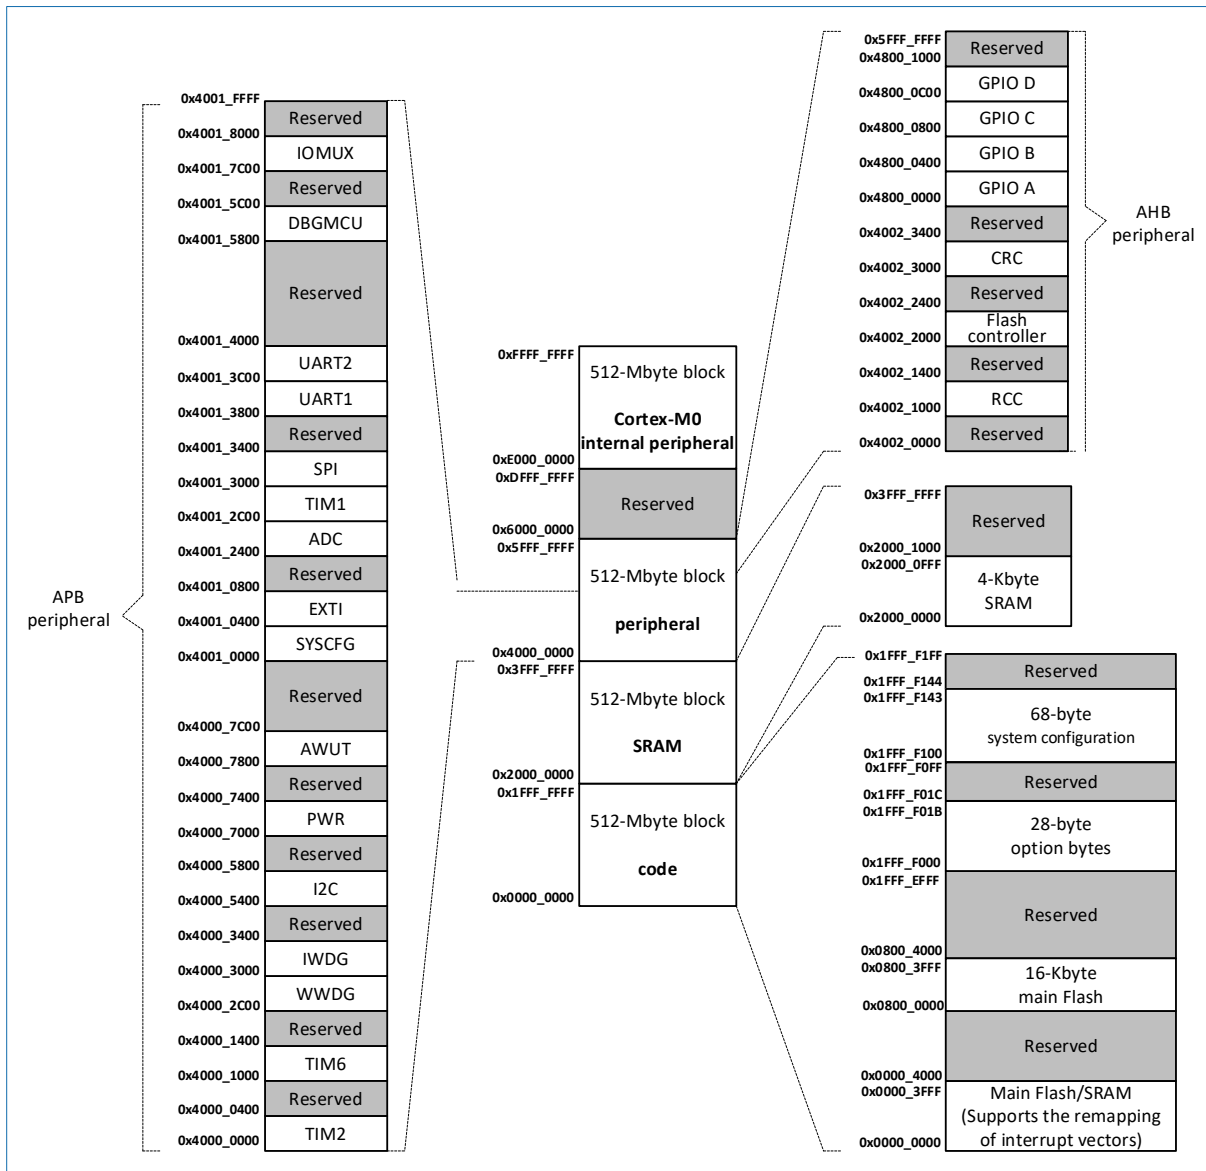 APB
peripheral
0x4001_FFFF
Reserved
0x4001_8000
IOMUX
0x4001_7C00
Reserved
0x4001_5C00
DBGMCU
0x4001_5800
Reserved
0x4001_4000
UART2
0x4001_3C00
UART1
0x4001_3800
Reserved
0x4001_3400
SPI
0x4001_3000
TIM1
0x4001_2C00
ADC
0x4001_2400
Reserved
0x4001_0800
EXTI
0x4001_0400
SYSCFG
0x4001_0000
Reserved
0x4000_7C00
AWUT
0x4000_7800
Reserved
0x4000_7400
PWR
0x4000_7000
Reserved
0x4000_5800
I2C
0x4000_5400
Reserved
0x4000_3400
IWDG
0x4000_3000
WWDG
0x4000_2C00
Reserved
0x4000_1400
TIM6
0x4000_1000
Reserved
0x4000_0400
TIM2
0x4000_0000
0xFFFF_FFFF
512-Mbyte block
Cortex-M0
internal peripheral
0xE000_0000
0xDFFF_FFFF
Reserved
0x6000_0000
0x5FFF_FFFF
512-Mbyte block
peripheral
0x4000_0000
0x3FFF_FFFF
512-Mbyte block
SRAM
0x2000_0000
0x1FFF_FFFF
512-Mbyte block
code
0x0000_0000
0x5FFF_FFFF
Reserved
0x4800_1000
GPIO D
0x4800_0C00
GPIO C
0x4800_0800
GPIO B
0x4800_0400
GPIO A
0x4800_0000
Reserved
0x4002_3400
CRC
0x4002_3000
Reserved
0x4002_2400
Flash
controller
0x4002_2000
Reserved
0x4002_1400
RCC
0x4002_1000
Reserved
0x4002_0000
AHB
peripheral
0x3FFF_FFFF
Reserved
0x2000_1000
0x2000_0FFF
4-Kbyte
SRAM
0x2000_0000
0x1FFF_F1FF
Reserved
0x1FFF_F144
0x1FFF_F143
68-byte
system configuration
0x1FFF_F100
0x1FFF_F0FF
Reserved
0x1FFF_F01C
0x1FFF_F01B
28-byte
option bytes
0x1FFF_F000
0x1FFF_EFFF
Reserved
0x0800_4000
0x0800_3FFF
16-Kbyte
main Flash
0x0800_0000
Reserved
0x0000_4000
0x0000_3FFF
Main Flash/SRAM
(Supports the remapping
of interrupt vectors)
0x0000_0000